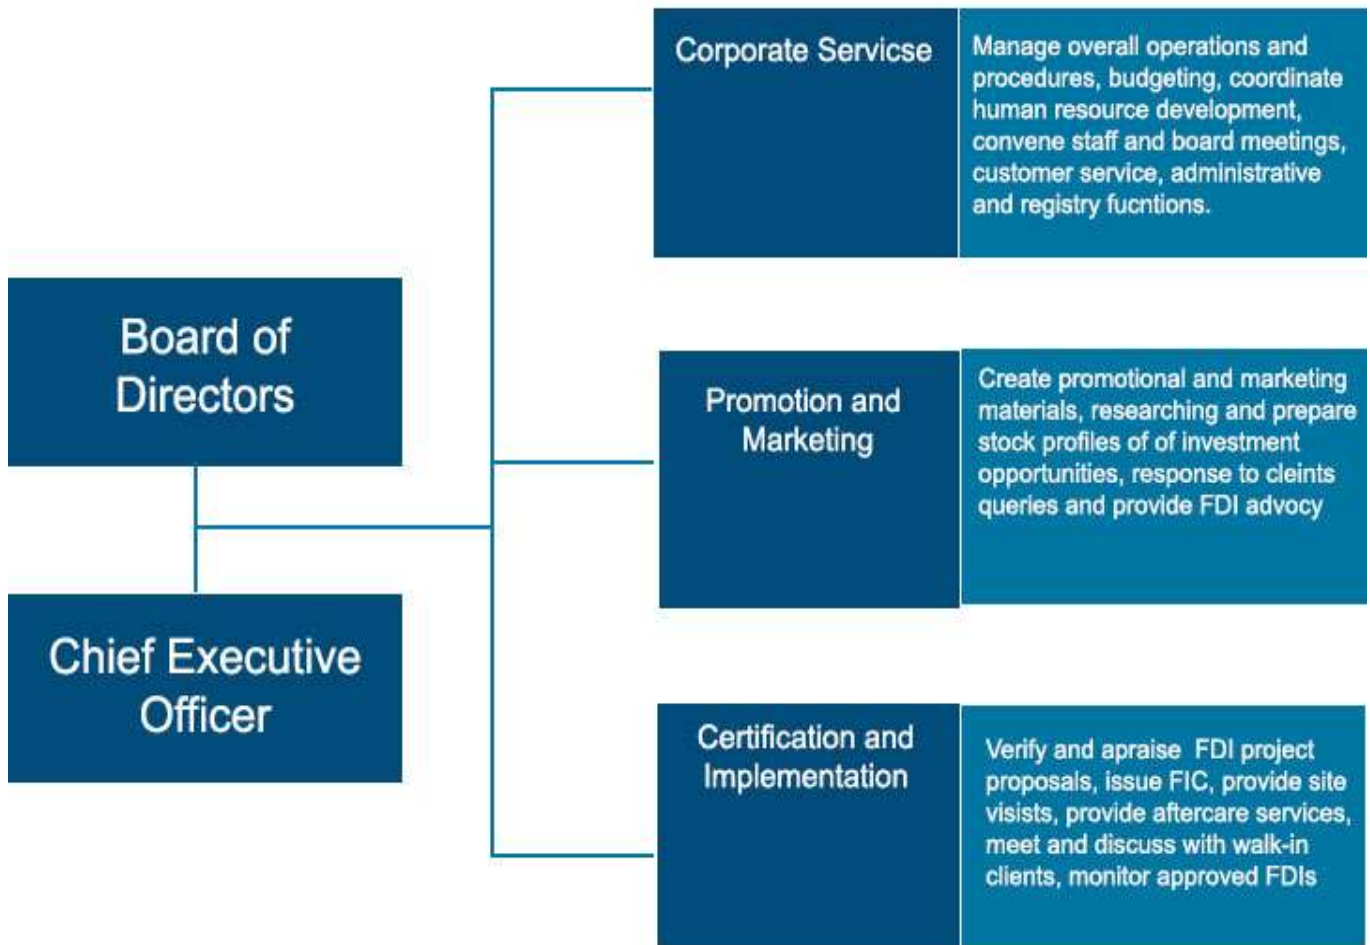 Board of
Directors
Chief Executive
Officer
Corporate Servicse
Manage overall operations and
procedures, budgeting, coordinate
human resource development,
convene staff and board meetings,
customer service, administrative
and registry fucntions.
Promotion and
Marketing
Create promotional and marketing
materials, researching and prepare
stock profiles of of investment
opportunities, response to cleints
queries and provide FDI advocy
Certification and
Implementation
Verify and apraise FDI project
proposals, issue FIC, provide site
visists, provide aftercare services,
meet and discuss with walk-in
clients, monitor approved FDIs